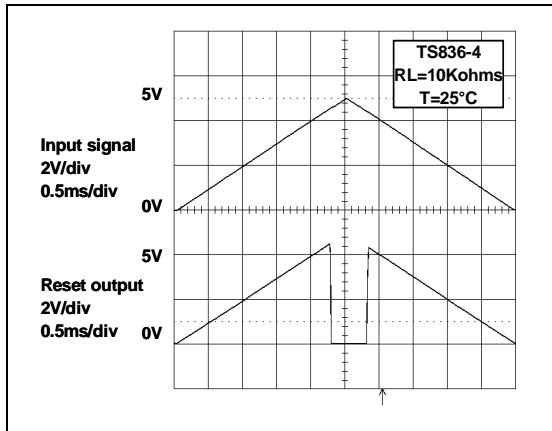 TS836-4
RL=10Kohms
T=25°C
5V
Input signal
2V/div
0.5ms/div
0V
5V
Reset output
2V/div
0.5ms/div
0V